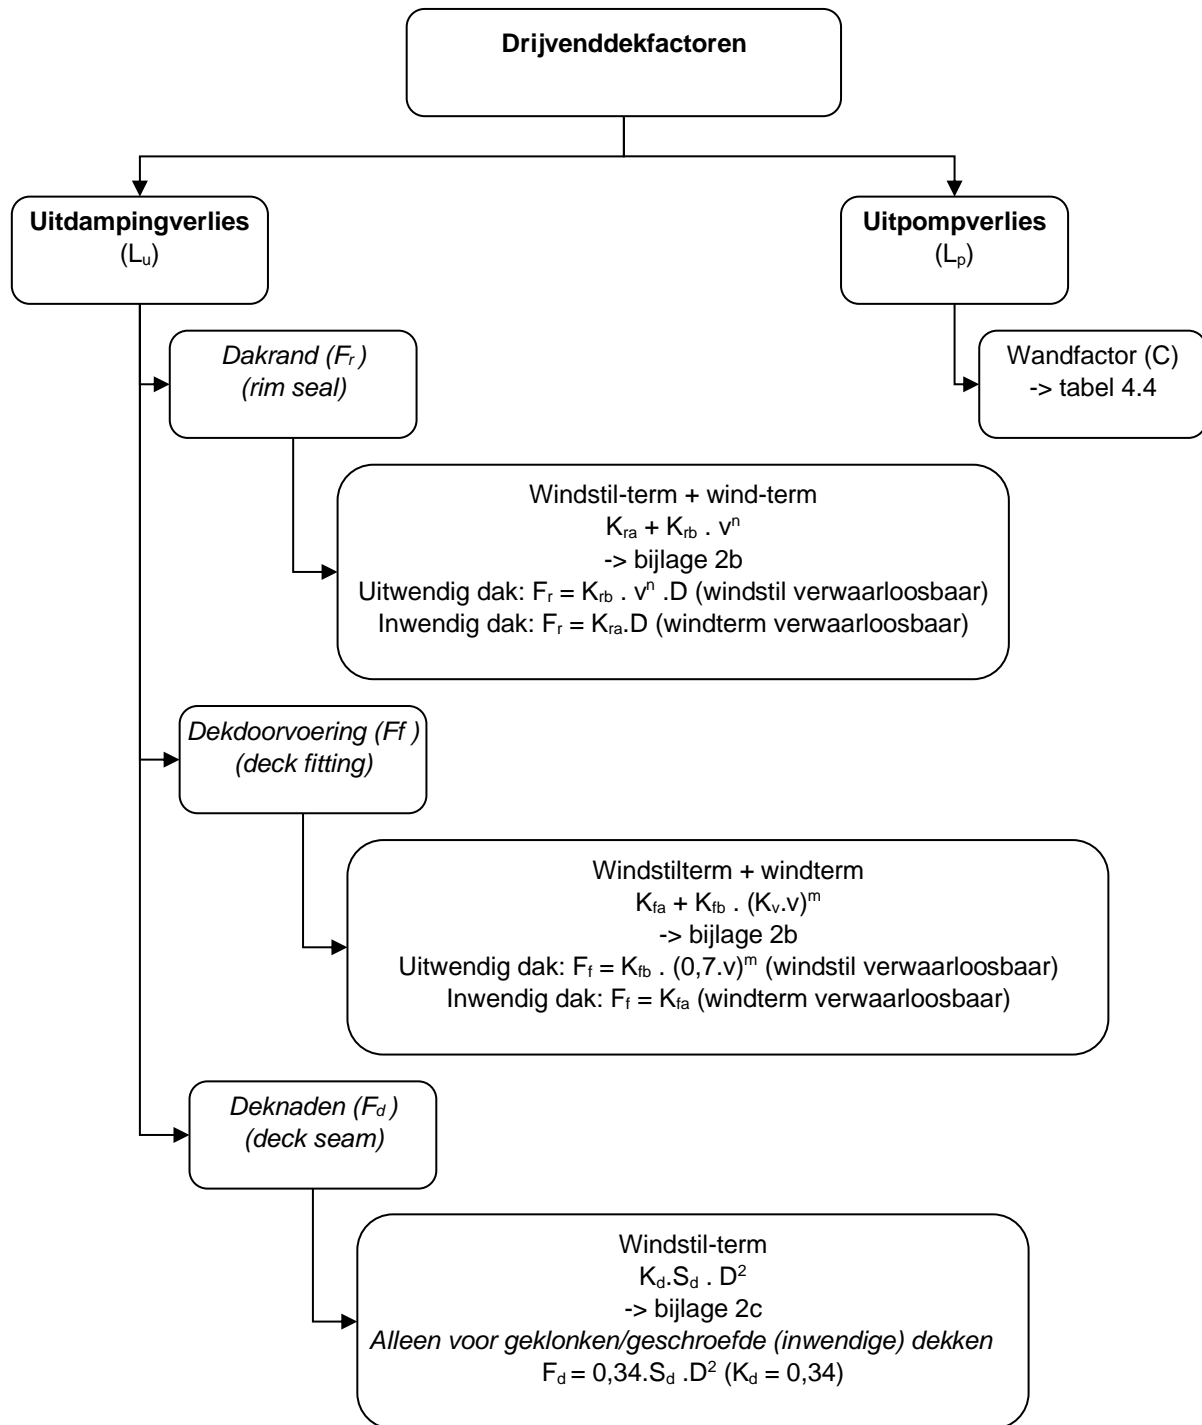 Drijvenddekfactoren
Uitdampingverlies
(Lu)
Uitpompverlies
(Lp)
Dakrand (Fr )
(rim seal)
Wandfactor (C)
-> tabel 4.4
Windstil-term + wind-term
Kra + Krb . vⁿ
-> bijlage 2b
Uitwendig dak: Fr = Krb . vⁿ .D (windstil verwaarloosbaar)
Inwendig dak: Fr = Kra.D (windterm verwaarloosbaar)
Dekdoorvoering (Ff )
(deck fitting)
Windstilterm + windterm
Kfa + Kfb . (Kv.v)ᵐ
-> bijlage 2b
Uitwendig dak: Ff = Kfb . (0,7.v)ᵐ (windstil verwaarloosbaar)
Inwendig dak: Ff = Kfa (windterm verwaarloosbaar)
Deknaden (Fd )
(deck seam)
Windstil-term
Kd.Sd . D²
-> bijlage 2c
Alleen voor geklonken/geschroefde (inwendige) dekken
Fd = 0,34.Sd .D² (Kd = 0,34)